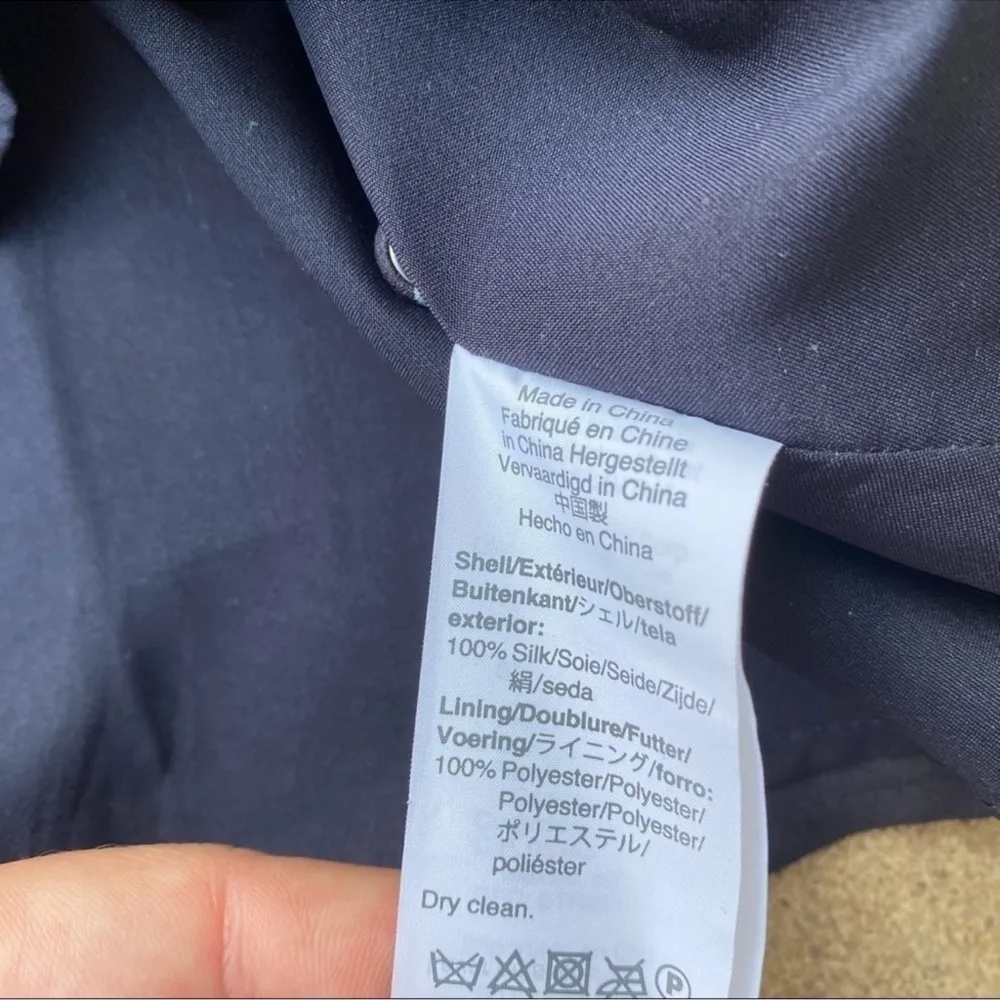 Made in China
Fabriqué en Chine
in China Hergestellt
Vervaardigd in China
中国製
Hecho en China
Shell/Extérieur/Oberstoff/
Buitenkant/シェル/tela
exterior:
100% Silk/Soie/Seide/Zijde/
絹/seda
Lining/Doublure/Futter/
Voering/ライニング/forro:
100% Polyester/Polyester/
Polyester/Polyester/
ポリエステル/
poliéster
Dry clean.
P